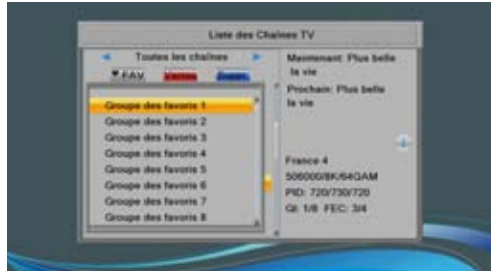 Liste des Chaînes TV
Toutes les chaînes
FAV.
Groupe des favoris 1
Groupe des favoris 2
Groupe des favoris 3
Groupe des favoris 4
Groupe des favoris 5
Groupe des favoris 6
Groupe des favoris 7
Groupe des favoris 8
Maintenant: Plus belle
la vie
Prochain: Plus belle
la vie
France 4
506000/8K/64QAM
PID: 720/730/720
GI: 1/8 FEC: 3/4